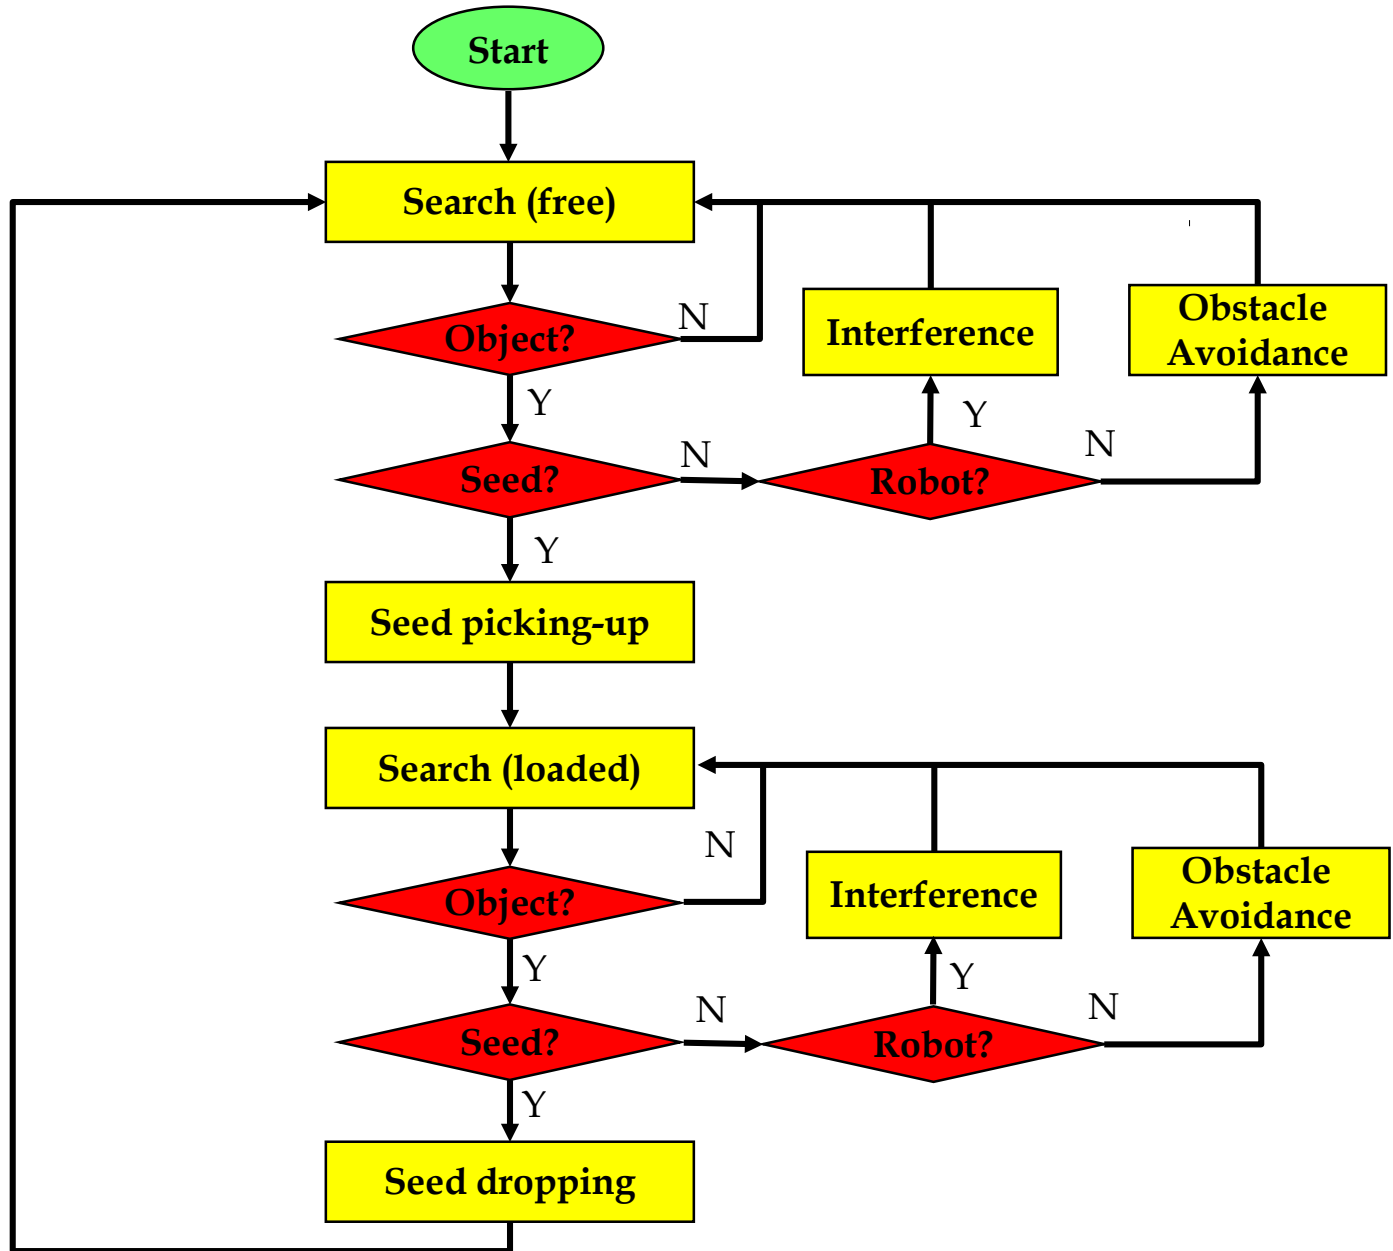 Start
Search (free)
Object?
N
Interference
Obstacle
Avoidance
Y
Seed?
N
Robot?
Y
N
Y
Seed picking-up
Search (loaded)
N
Object?
Interference
Obstacle
Avoidance
Y
Seed?
N
Robot?
Y
N
Y
Seed dropping